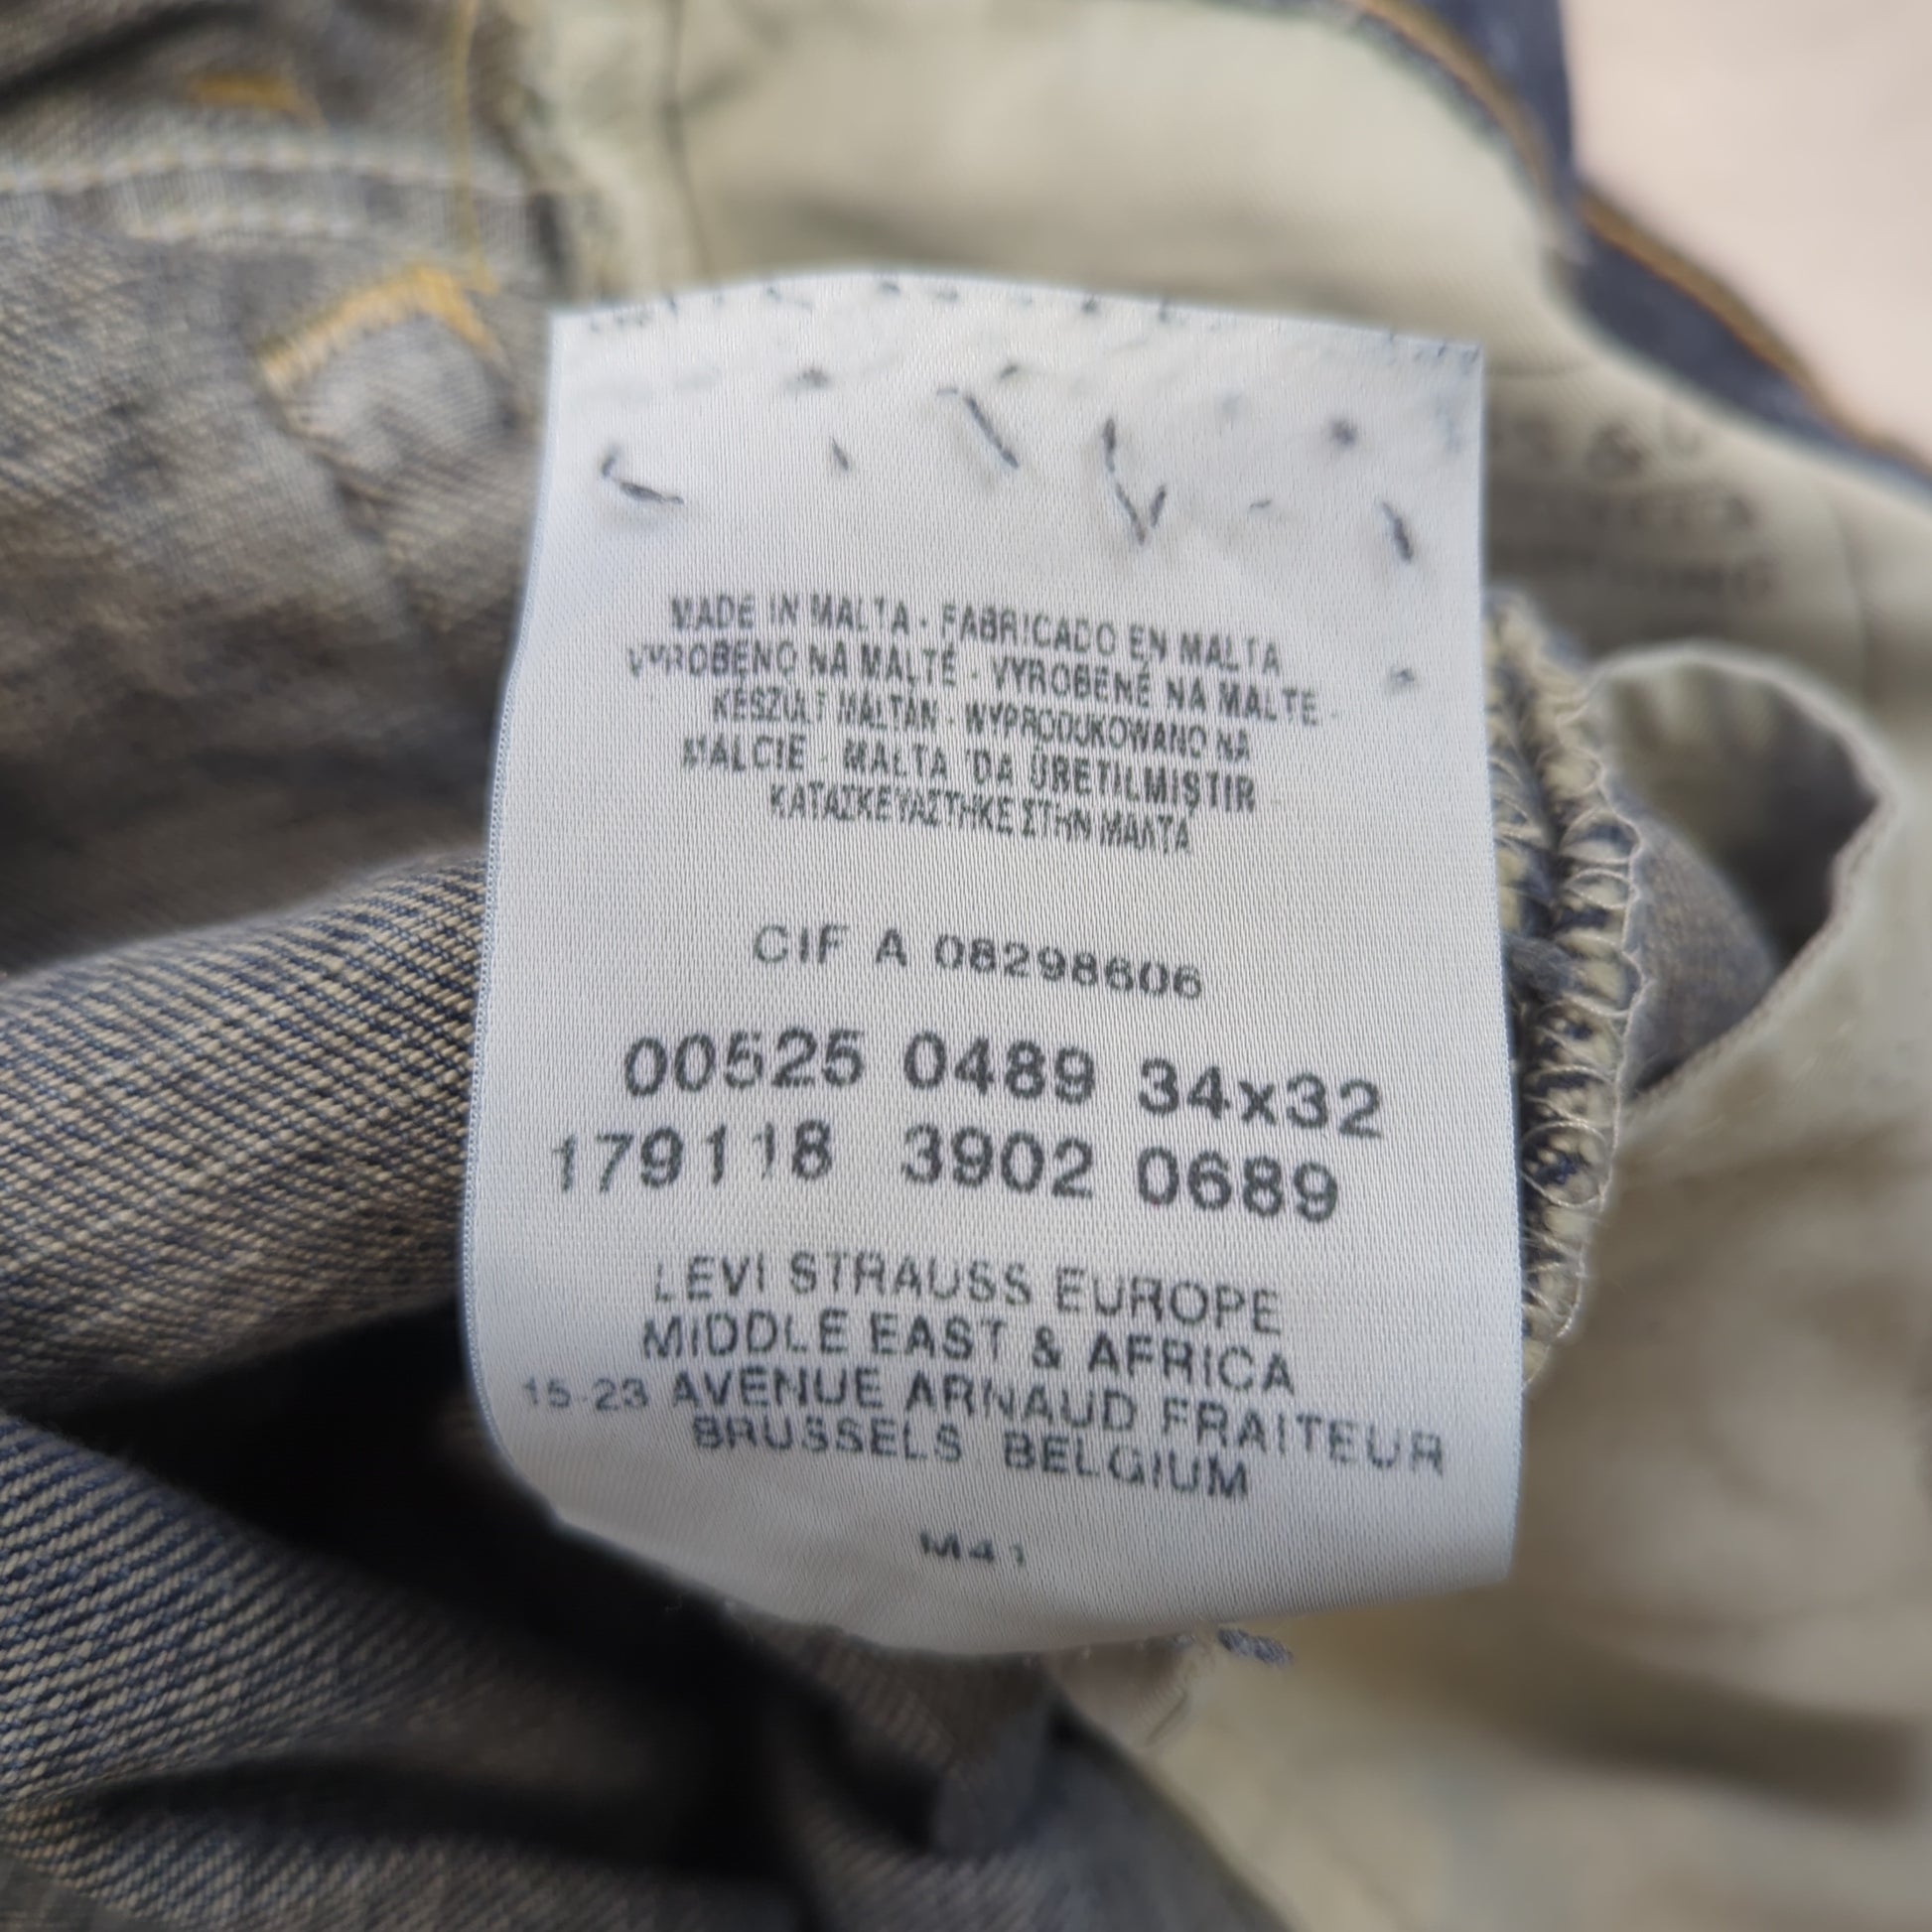 MADE IN MALTA - FABRICADO EN MALTA
VYROBENO NA MALTĚ - VYROBENÉ NA MALTE -
KÉSZÜLT MÁLTÁN - WYPRODUKOWANO NA
MALCIE - MALTA 'DA ÜRETILMIŞTIR
ΚΑΤΑΣΚΕΥΑΣΤΗΚΕ ΣΤΗΝ ΜΑΛΤΑ
CIF A 08298606
00525 0489 34x32
179118 3902 0689
LEVI STRAUSS EUROPE
MIDDLE EAST & AFRICA
15-23 AVENUE ARNAUD FRAITEUR
BRUSSELS BELGIUM
M41